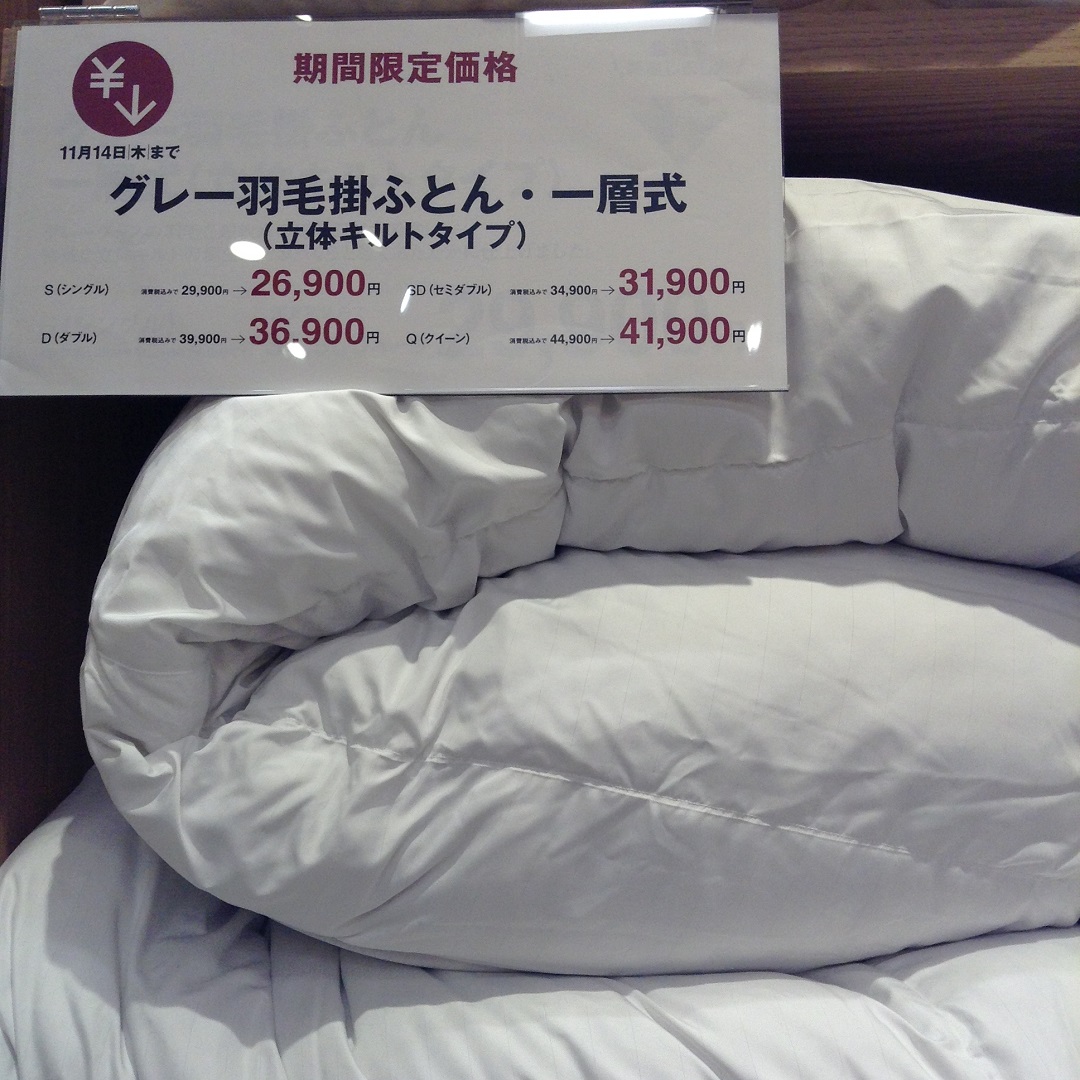 ¥↓
期間限定価格
11月14日|木|まで
グレー羽毛掛ふとん・一層式
(立体キルトタイプ)
S(シングル) 消費税込みで 29,900円→26,900円 SD(セミダブル) 消費税込みで 34,900円→31,900円
D(ダブル) 消費税込みで 39,900円→36,900円 Q(クイーン) 消費税込みで 44,900円→41,900円